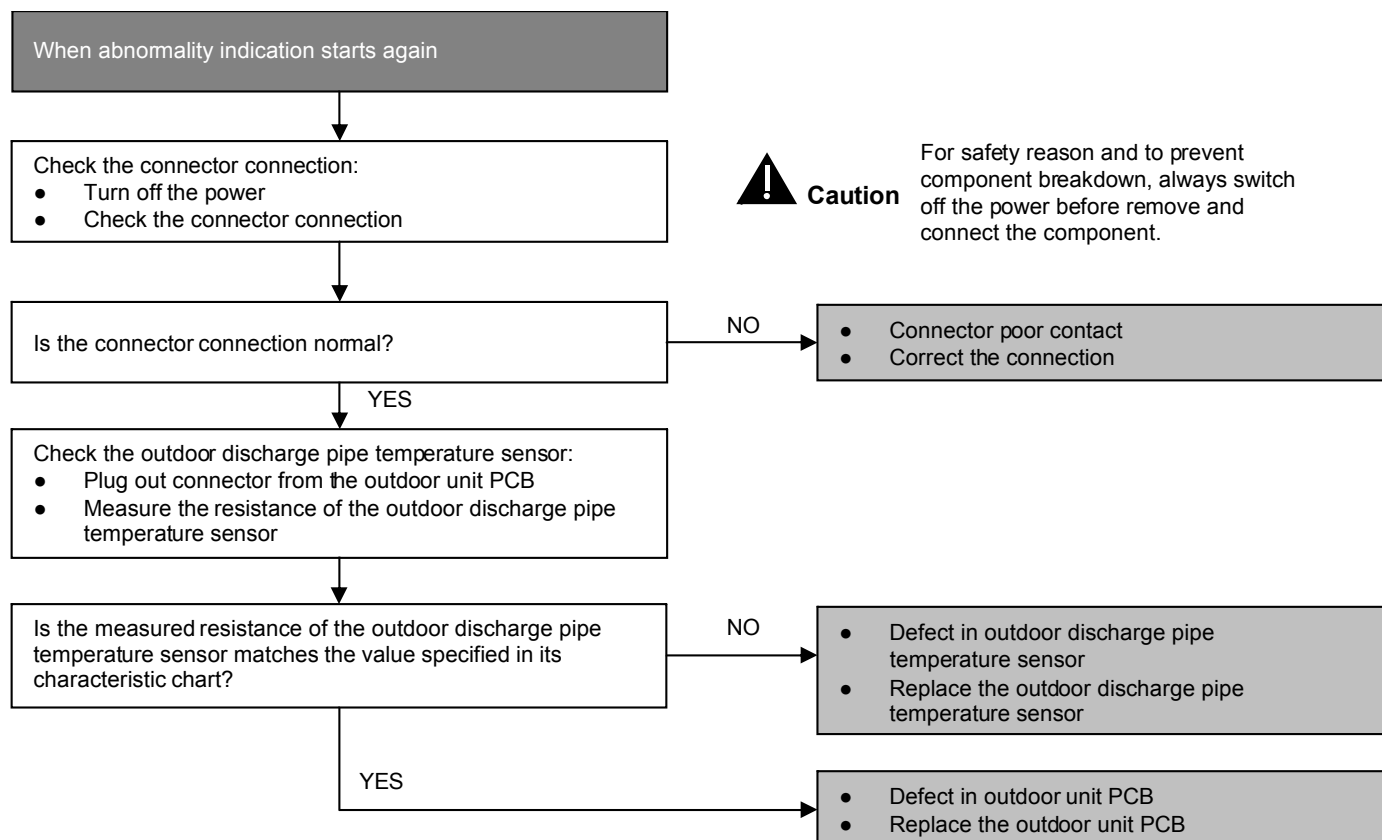 When abnormality indication starts again
Check the connector connection:
● Turn off the power
● Check the connector connection
For safety reason and to prevent
component breakdown, always switch
off the power before remove and
connect the component.
! Caution
Is the connector connection normal?
NO
● Connector poor contact
● Correct the connection
YES
Check the outdoor discharge pipe temperature sensor:
● Plug out connector from the outdoor unit PCB
● Measure the resistance of the outdoor discharge pipe
temperature sensor
Is the measured resistance of the outdoor discharge pipe
temperature sensor matches the value specified in its
characteristic chart?
NO
● Defect in outdoor discharge pipe
temperature sensor
● Replace the outdoor discharge pipe
temperature sensor
YES
● Defect in outdoor unit PCB
● Replace the outdoor unit PCB